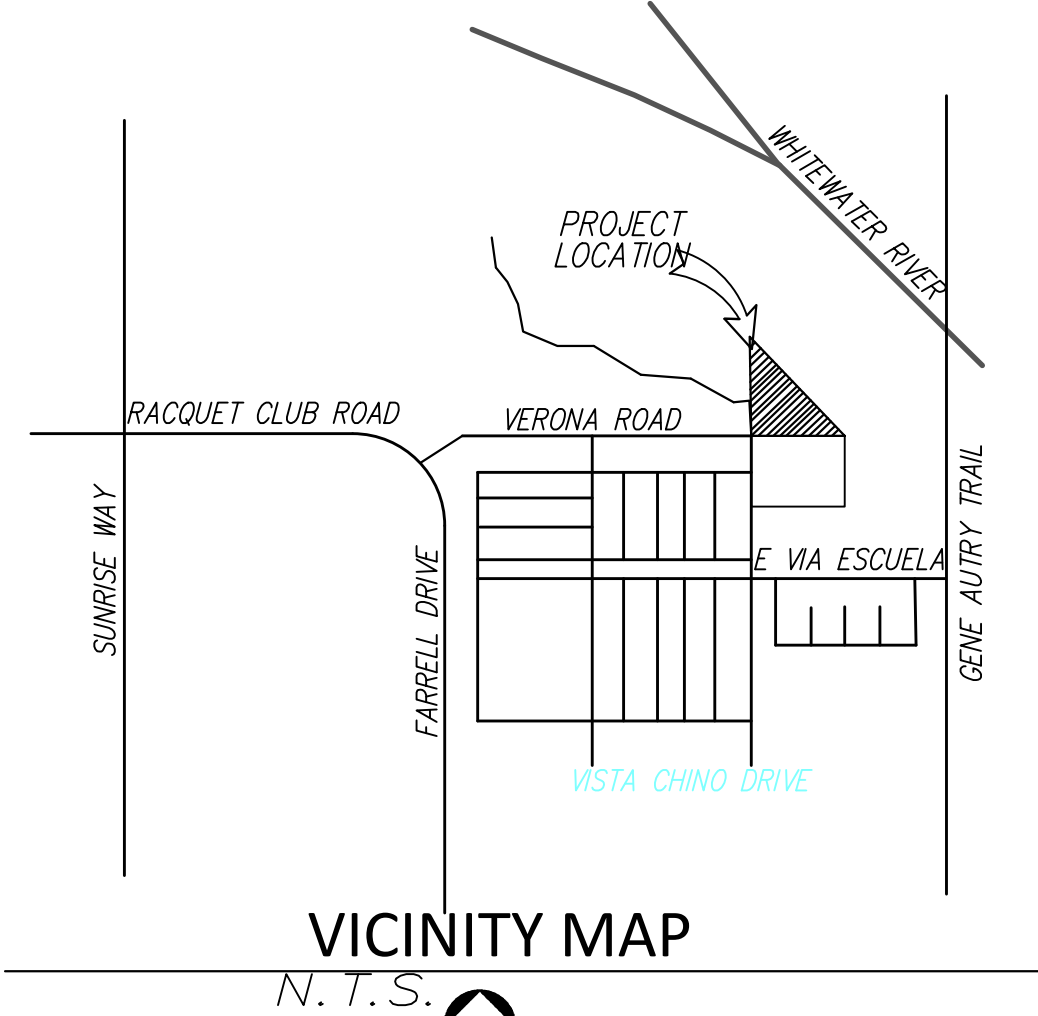 WHITEWATER RIVER
PROJECT
LOCATION
RACQUET CLUB ROAD
VERONA ROAD
SUNRISE WAY
FARRELL DRIVE
E VIA ESCUELA
GENE AUTRY TRAIL
VISTA CHINO DRIVE
VICINITY MAP
N.T.S.